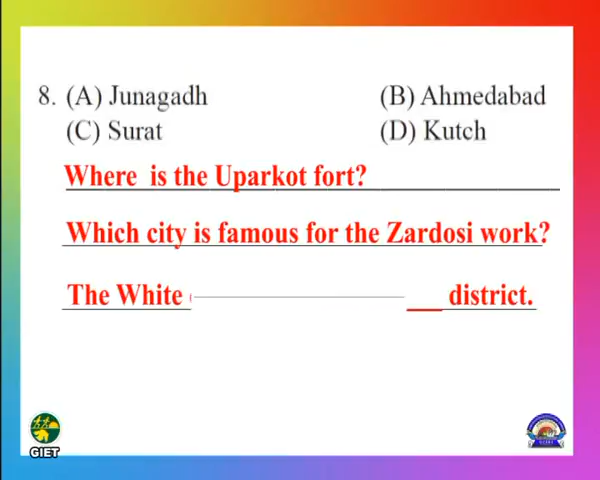 8. (A) Junagadh (B) Ahmedabad
(C) Surat (D) Kutch
Where is the Uparkot fort?
Which city is famous for the Zardosi work?
The White ___ district.
GIET